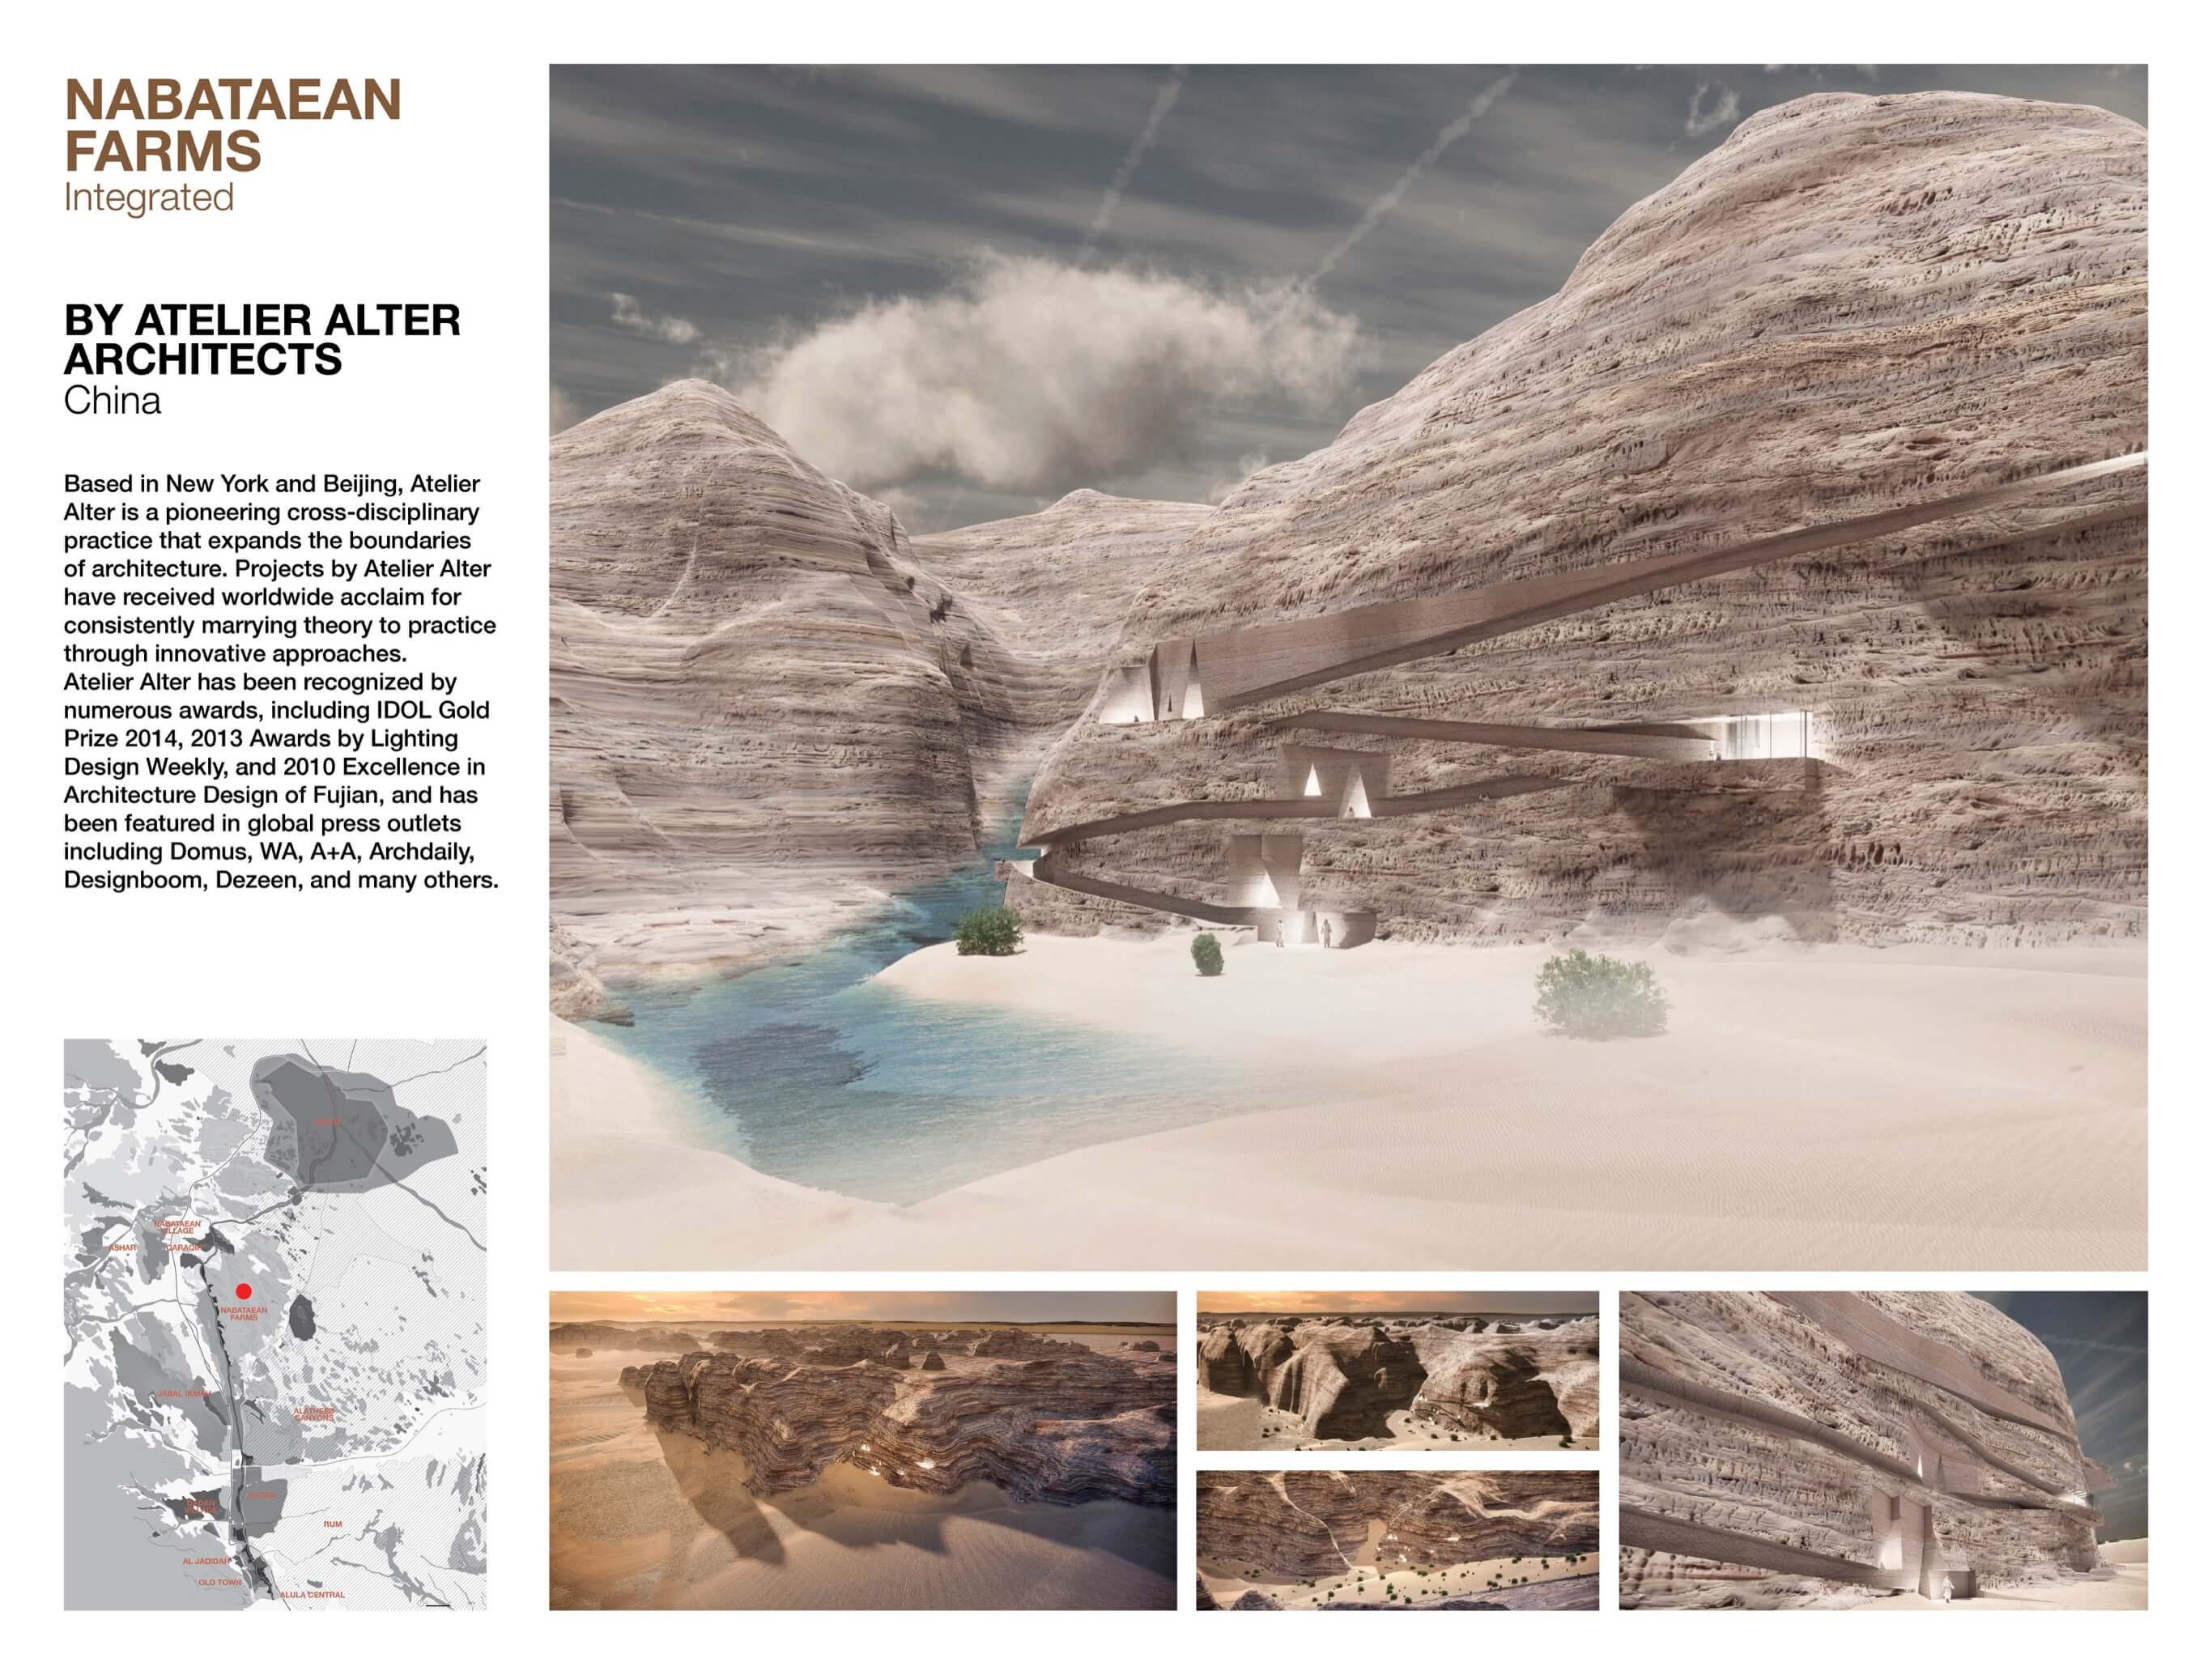 NABATAEAN
FARMS
Integrated
BY ATELIER ALTER
ARCHITECTS
China
Based in New York and Beijing, Atelier
Alter is a pioneering cross-disciplinary
practice that expands the boundaries
of architecture. Projects by Atelier Alter
have received worldwide acclaim for
consistently marrying theory to practice
through innovative approaches.
Atelier Alter has been recognized by
numerous awards, including IDOL Gold
Prize 2014, 2013 Awards by Lighting
Design Weekly, and 2010 Excellence in
Architecture Design of Fujian, and has
been featured in global press outlets
including Domus, WA, A+A, Archdaily,
Designboom, Dezeen, and many others.
NABATAEAN
VILLAGE
ASHAR
NABATAEAN
FARMS
JABAL IKMAH
CANYONS
RUM
AL JADIDAH
OLD TOWN
ALULA CENTRAL